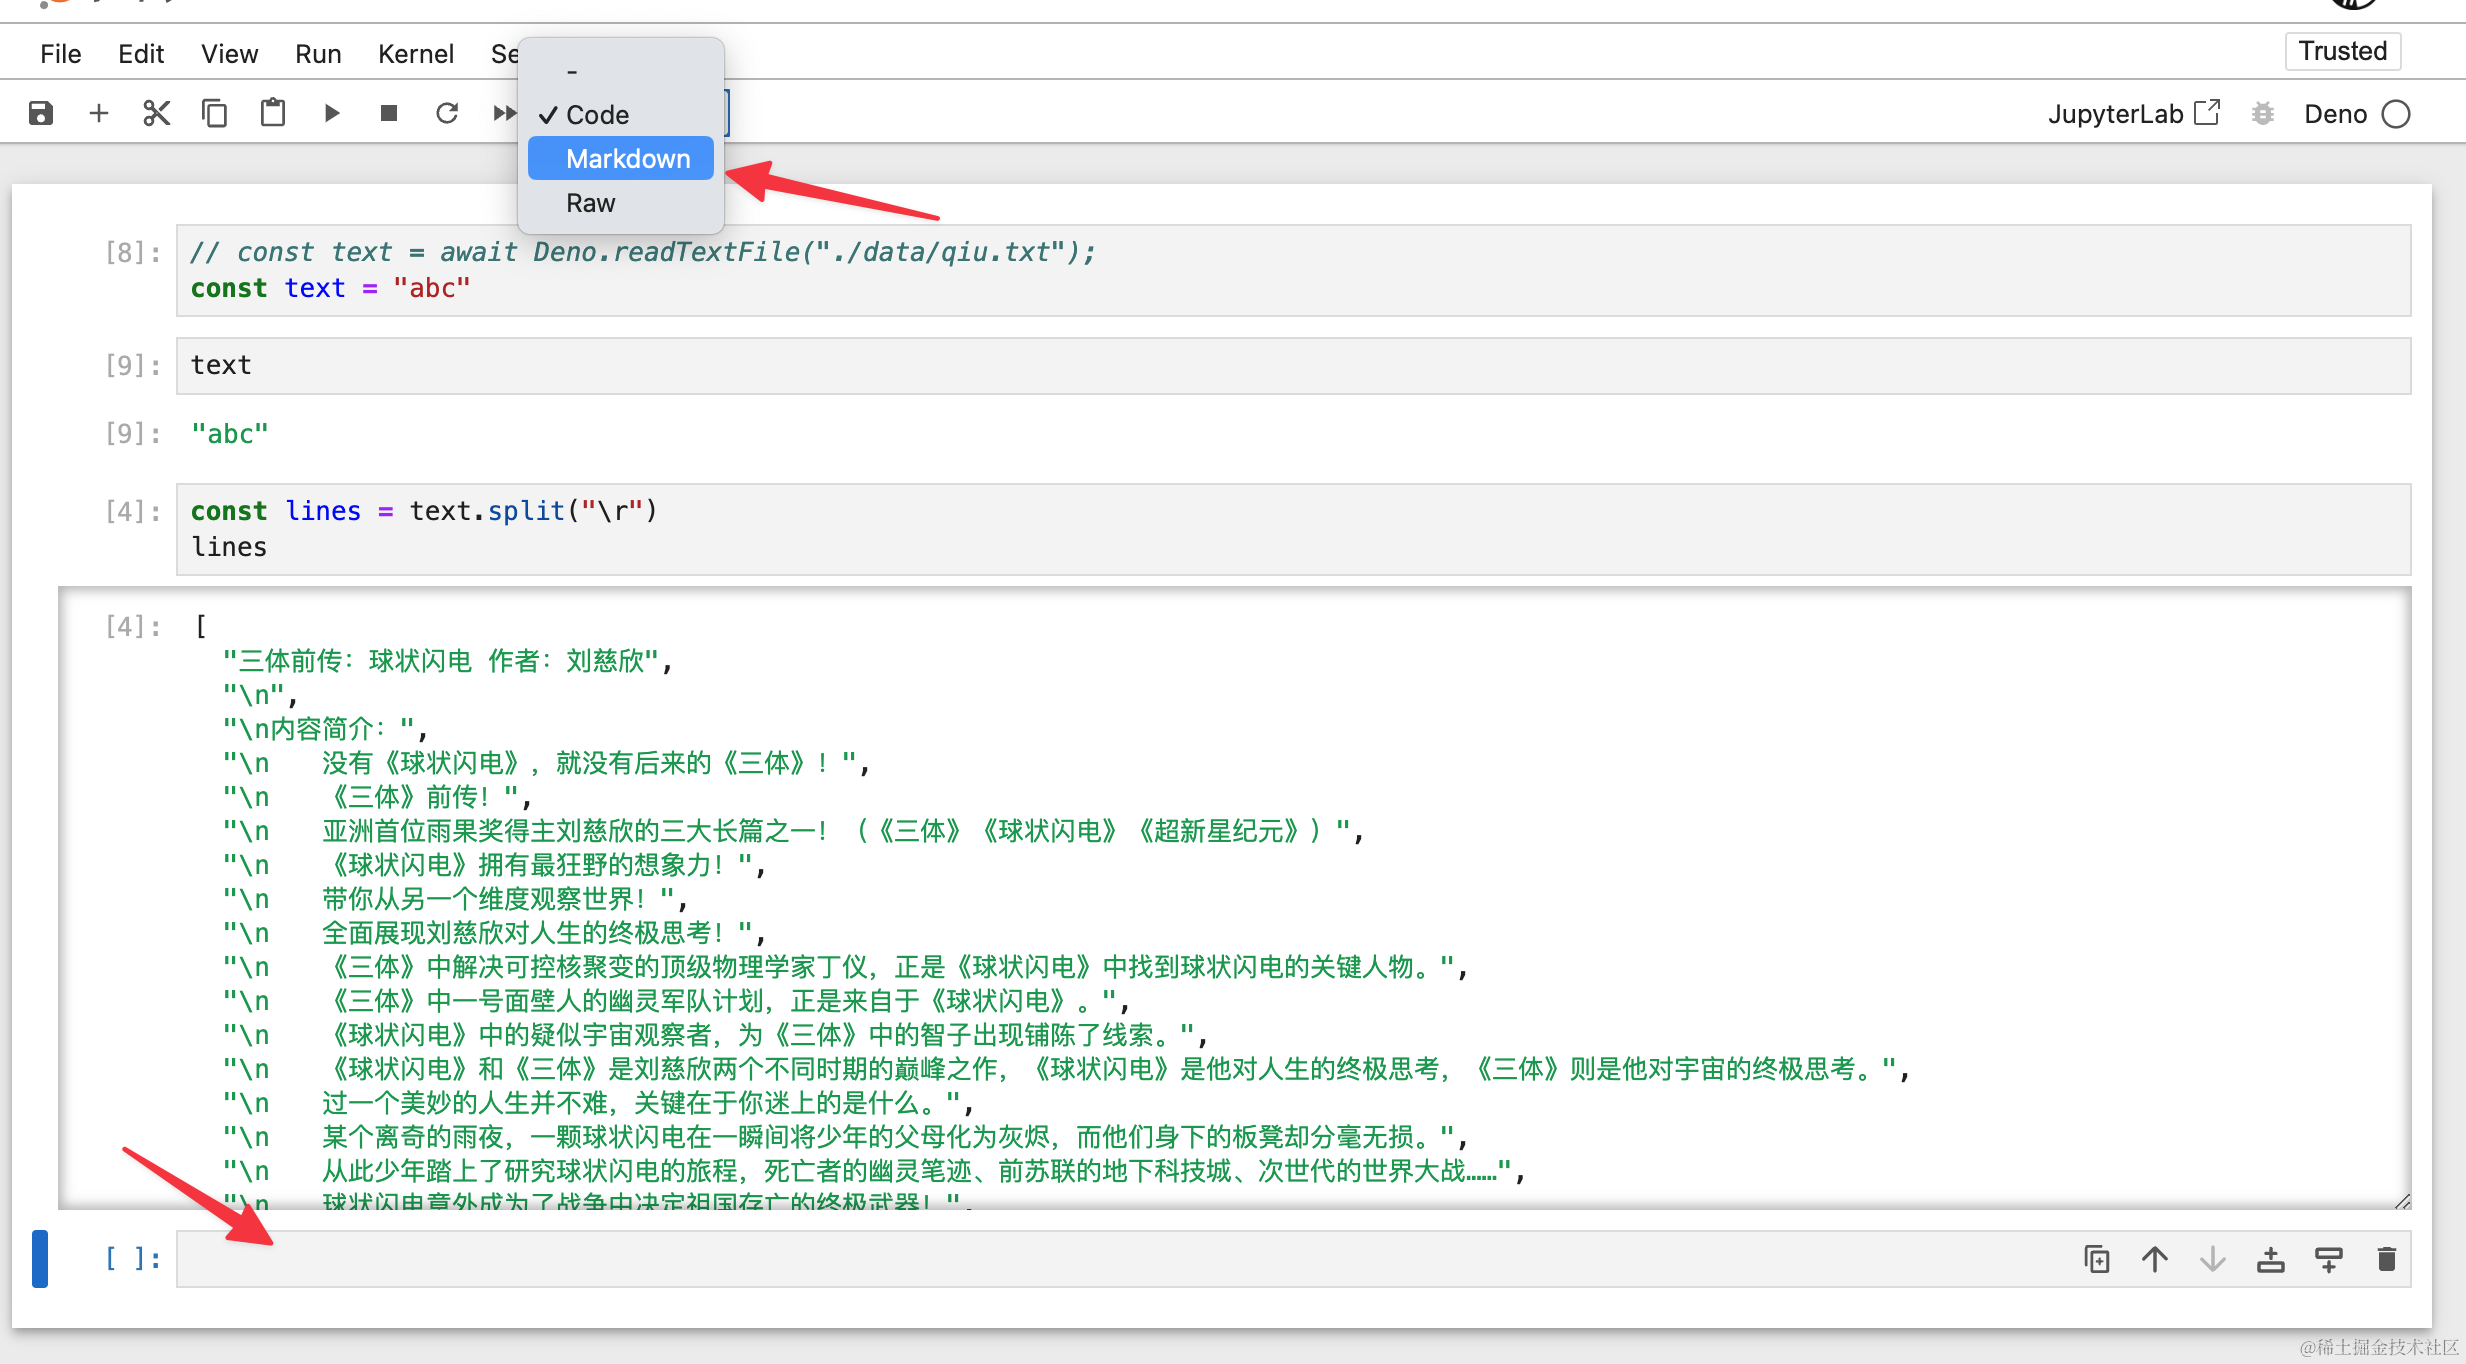 File Edit View Run Kernel Se
Trusted
-
✓ Code
Markdown
Raw
JupyterLab
Deno
[8]:
// const text = await Deno.readTextFile("./data/qiu.txt");
const text = "abc"
[9]:
text
[9]:
"abc"
[4]:
const lines = text.split("\r")
lines
[4]:
[
"三体前传：球状闪电 作者：刘慈欣",
"\n",
"\n内容简介：",
"\n　　没有《球状闪电》，就没有后来的《三体》！",
"\n　　《三体》前传！",
"\n　　亚洲首位雨果奖得主刘慈欣的三大长篇之一！（《三体》《球状闪电》《超新星纪元》）",
"\n　　《球状闪电》拥有最狂野的想象力！",
"\n　　带你从另一个维度观察世界！",
"\n　　全面展现刘慈欣对人生的终极思考！",
"\n　　《三体》中解决可控核聚变的顶级物理学家丁仪，正是《球状闪电》中找到球状闪电的关键人物。",
"\n　　《三体》中一号面壁人的幽灵军队计划，正是来自于《球状闪电》。",
"\n　　《球状闪电》中的疑似宇宙观察者，为《三体》中的智子出现铺陈了线索。",
"\n　　《球状闪电》和《三体》是刘慈欣两个不同时期的巅峰之作，《球状闪电》是他对人生的终极思考，《三体》则是他对宇宙的终极思考。",
"\n　　过一个美妙的人生并不难，关键在于你迷上的是什么。",
"\n　　某个离奇的雨夜，一颗球状闪电在一瞬间将少年的父母化为灰烬，而他们身下的板凳却分毫无损。",
"\n　　从此少年踏上了研究球状闪电的旅程，死亡者的幽灵笔迹、前苏联的地下科技城、次世代的世界大战……",
"\n　　球状闪电意外成为了战争中决定祖国存亡的终极武器！",
[ ]:
@稀土掘金技术社区